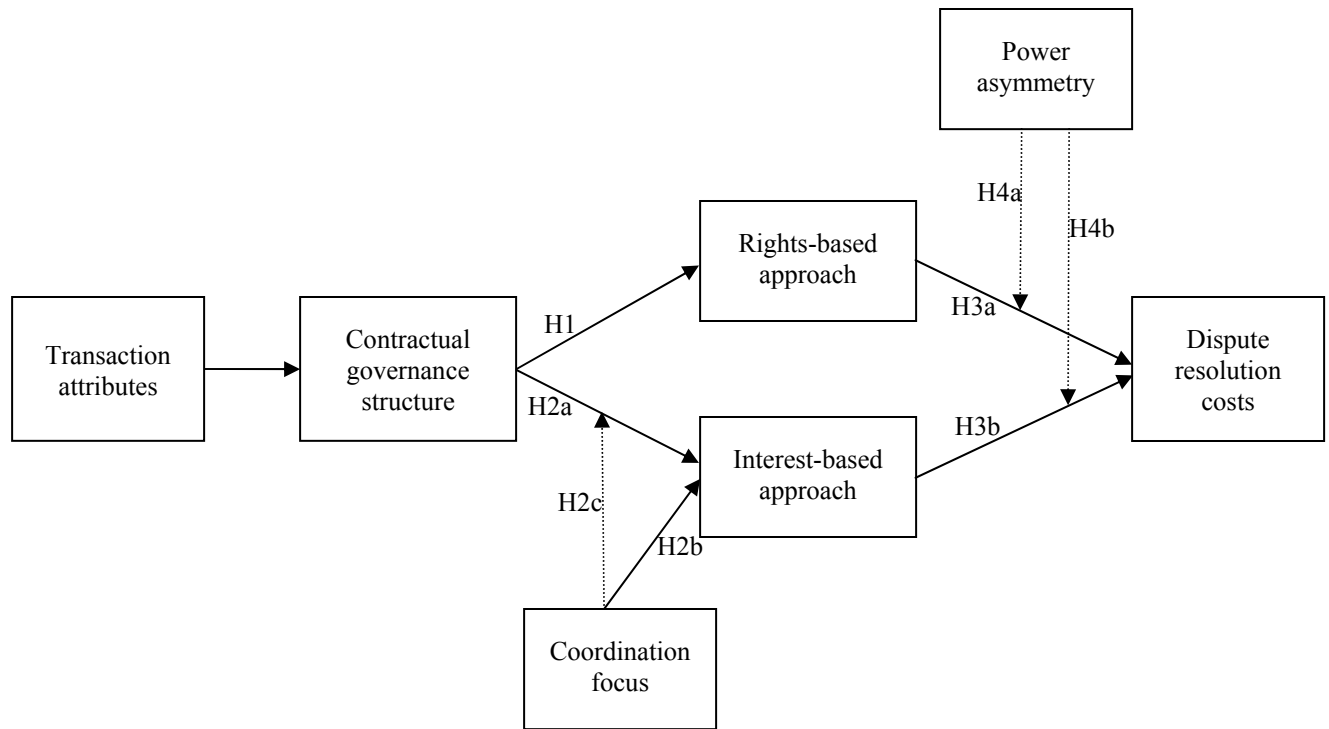 Power
asymmetry
H4a
H4b
Rights-based
approach
H1
H3a
Transaction
attributes
Contractual
governance
structure
Dispute
resolution
costs
H2a
H3b
Interest-based
approach
H2c
H2b
Coordination
focus